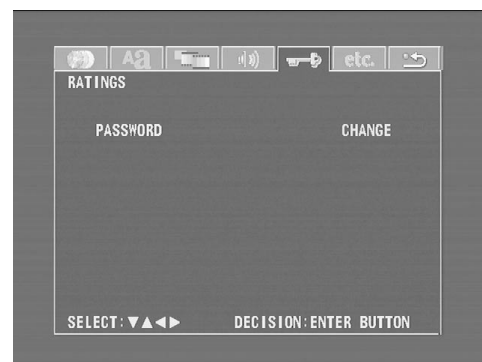 Aa etc.
RATINGS
PASSWORD CHANGE
SELECT:▼▲◀▶ DECISION:ENTER BUTTON